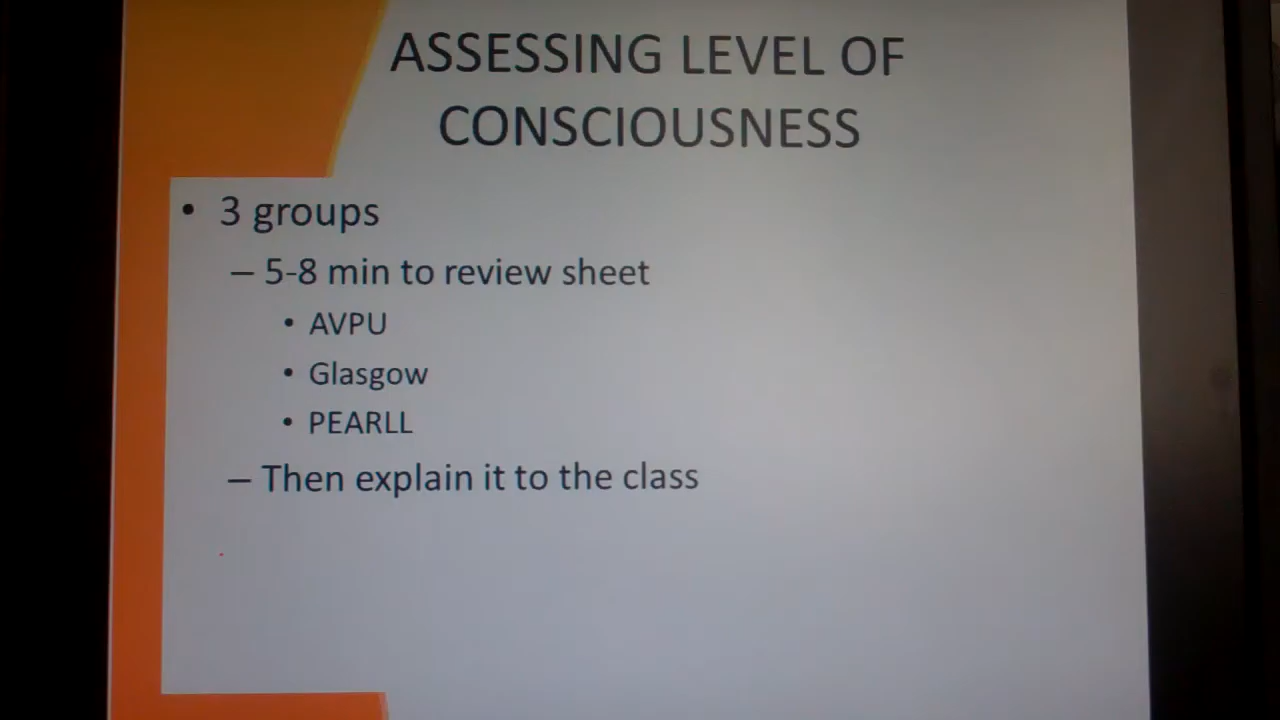 ASSESSING LEVEL OF
CONSCIOUSNESS
• 3 groups
– 5-8 min to review sheet
• AVPU
• Glasgow
• PEARLL
– Then explain it to the class